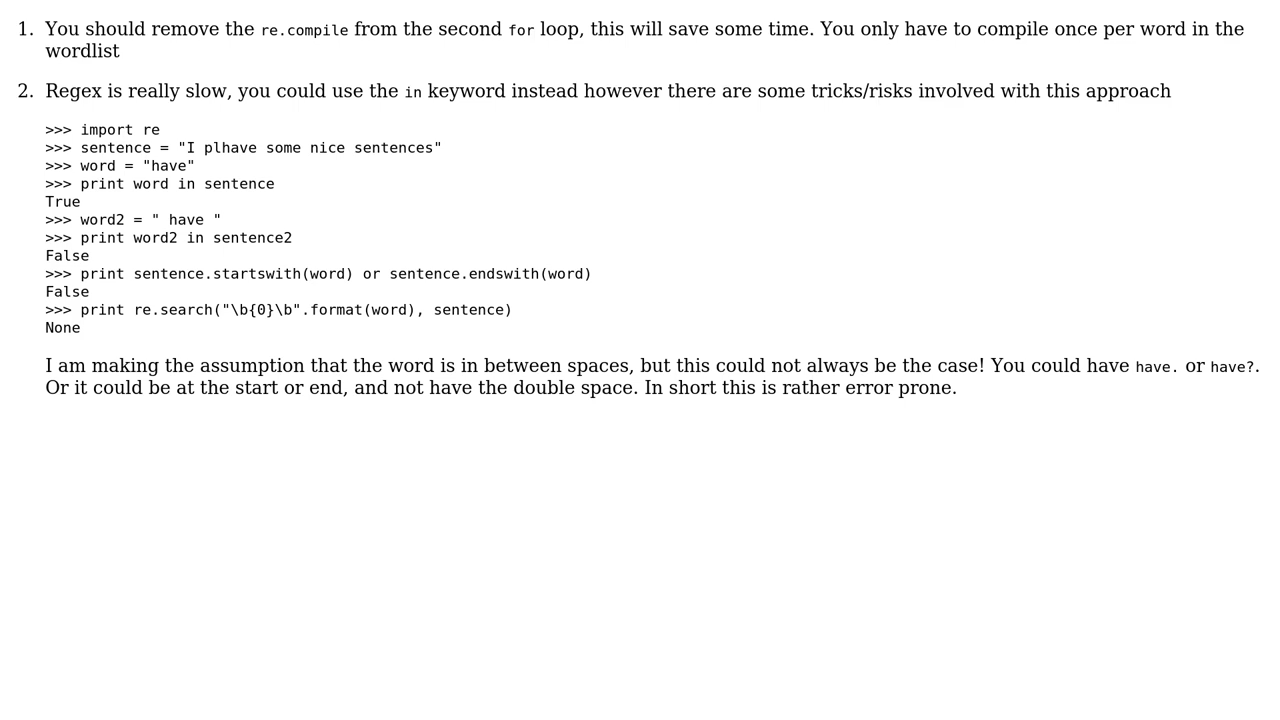 1. You should remove the re.compile from the second for loop, this will save some time. You only have to compile once per word in the
wordlist
2. Regex is really slow, you could use the in keyword instead however there are some tricks/risks involved with this approach
>>> import re
>>> sentence = "I plhave some nice sentences"
>>> word = "have"
>>> print word in sentence
True
>>> word2 = " have "
>>> print word2 in sentence2
False
>>> print sentence.startswith(word) or sentence.endswith(word)
False
>>> print re.search("\b{0}\b".format(word), sentence)
None
I am making the assumption that the word is in between spaces, but this could not always be the case! You could have have. or have?.
Or it could be at the start or end, and not have the double space. In short this is rather error prone.